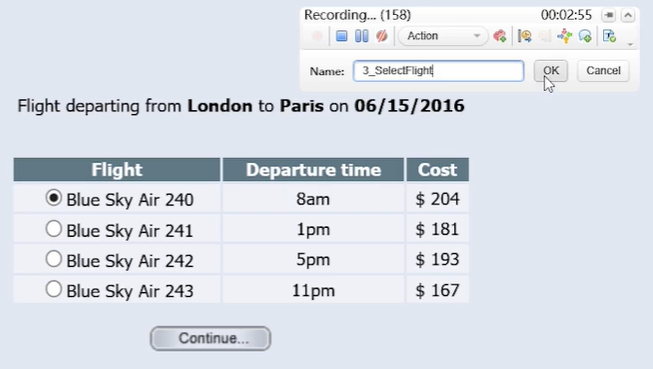 Recording... (158) 00:02:55
Action
Name: 3_SelectFlight OK Cancel
Flight departing from London to Paris on 06/15/2016
Flight Departure time Cost
Blue Sky Air 240 8am $ 204
Blue Sky Air 241 1pm $ 181
Blue Sky Air 242 5pm $ 193
Blue Sky Air 243 11pm $ 167
Continue...